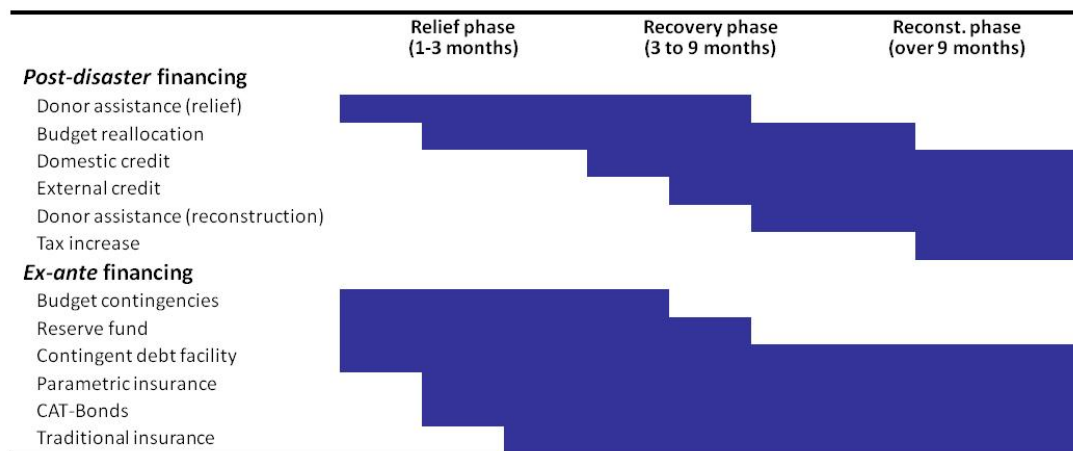 Relief phase Recovery phase Reconst. phase
(1-3 months) (3 to 9 months) (over 9 months)
Post-disaster financing
Donor assistance (relief)
Budget reallocation
Domestic credit
External credit
Donor assistance (reconstruction)
Tax increase
Ex-ante financing
Budget contingencies
Reserve fund
Contingent debt facility
Parametric insurance
CAT-Bonds
Traditional insurance